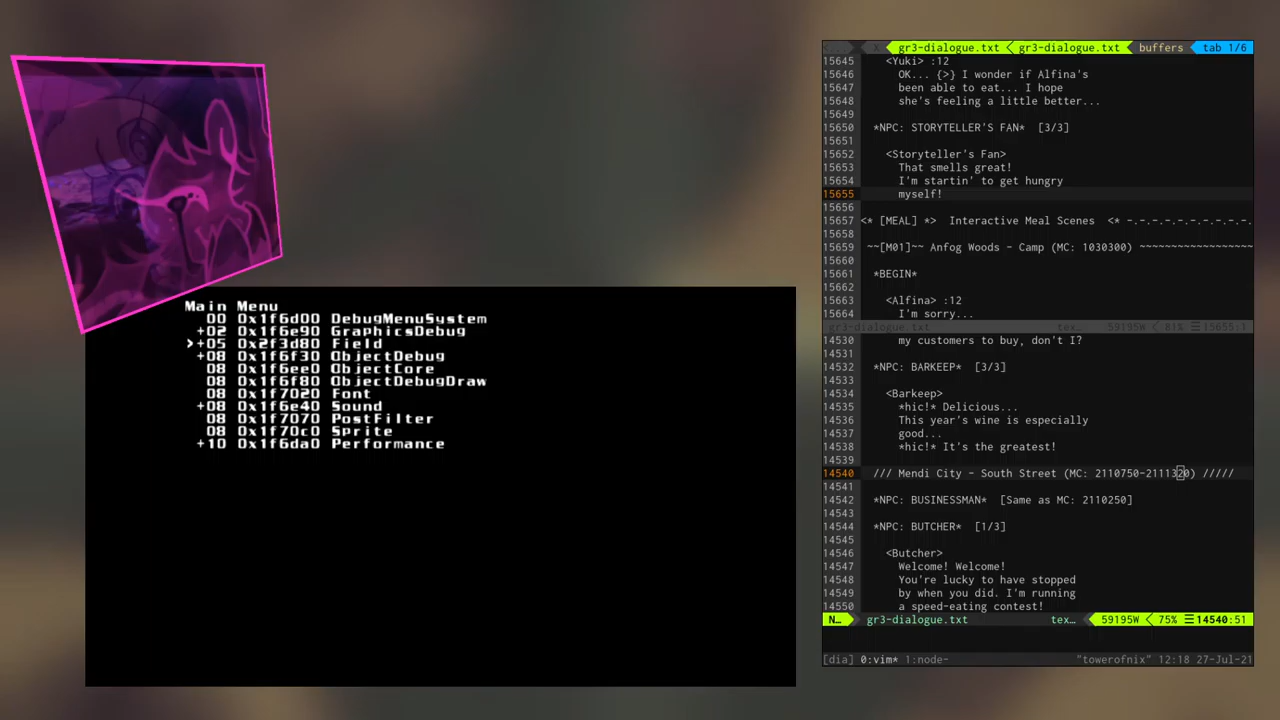 Main Menu
00 0x1f6d00 DebugMenuSystem
+02 0x1f6e90 GraphicsDebug
>+05 0x2f3d80 Field
+08 0x1f6f30 ObjectDebug
08 0x1f6ee0 ObjectCore
08 0x1f6f80 ObjectDebugDraw
08 0x1f7020 Font
+08 0x1f6e40 Sound
08 0x1f7070 PostFilter
08 0x1f70c0 Sprite
+10 0x1f6da0 Performance
gr3-dialogue.txt gr3-dialogue.txt buffers tab 1/6
15645 <Yuki> :12
15646 OK... {>} I wonder if Alfina's
15647 been able to eat... I hope
15648 she's feeling a little better...
15649
15650 *NPC: STORYTELLER'S FAN* [3/3]
15651
15652 <Storyteller's Fan>
15653 That smells great!
15654 I'm startin' to get hungry
15655 myself!
15656
15657 <* [MEAL] *> Interactive Meal Scenes <* -.-.-.-.-.-.-.-.-.-.
15658
15659 ~~[M01]~~ Anfog Woods - Camp (MC: 1030300) ~~~~~~~~~~~~~~~~~~
15660
15661 *BEGIN*
15662
15663 <Alfina> :12
15664 I'm sorry...
gr3-dialogue.txt tex… 59195W 81% ☰15655:1
14530 my customers to buy, don't I?
14531
14532 *NPC: BARKEEP* [3/3]
14533
14534 <Barkeep>
14535 *hic!* Delicious...
14536 This year's wine is especially
14537 good...
14538 *hic!* It's the greatest!
14539
14540 /// Mendi City - South Street (MC: 2110750-2111320) /////
14541
14542 *NPC: BUSINESSMAN* [Same as MC: 2110250]
14543
14544 *NPC: BUTCHER* [1/3]
14545
14546 <Butcher>
14547 Welcome! Welcome!
14548 You're lucky to have stopped
14549 by when you did. I'm running
14550 a speed-eating contest!
N… gr3-dialogue.txt tex… 59195W 75% ☰14540:51
[dia] 0:vim* 1:node- "towerofnix" 12:18 27-Jul-21